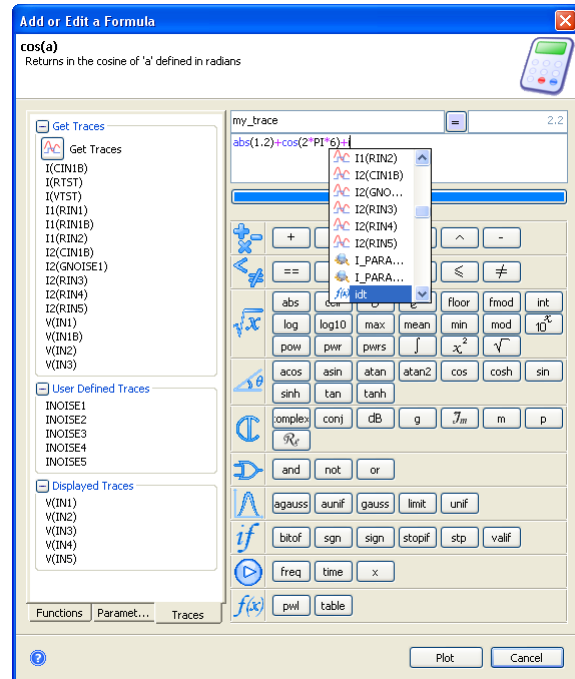 Add or Edit a Formula
cos(a)
Returns in the cosine of 'a' defined in radians
Get Traces
Get Traces
I(CIN1B)
I(RTST)
I(VTST)
I1(RIN1)
I1(RIN1B)
I1(RIN2)
I2(CIN1B)
I2(GNOISE1)
I2(RIN3)
I2(RIN4)
I2(RIN5)
V(IN1)
V(IN1B)
V(IN2)
V(IN3)
User Defined Traces
INOISE1
INOISE2
INOISE3
INOISE4
INOISE5
Displayed Traces
V(IN1)
V(IN2)
V(IN3)
V(IN4)
V(IN5)
Functions Paramet... Traces
my_trace = 2.2
abs(1.2)+cos(2*PI*6)+i
I1(RIN2)
I2(CIN1B)
I2(GNO...
I2(RIN3)
I2(RIN4)
I2(RIN5)
I_PARA...
I_PARA...
f(x) idt
+ ^ -
== ≤ ≠
abs floor fmod int
log log10 max mean min mod 10^x
pow pwr pwrs ∫ x² √
acos asin atan atan2 cos cosh sin
sinh tan tanh
complex conj dB g Im m p
Re
and not or
agauss aunif gauss limit unif
if bitof sgn sign stopif stp valif
freq time x
f(x) pwl table
Plot Cancel